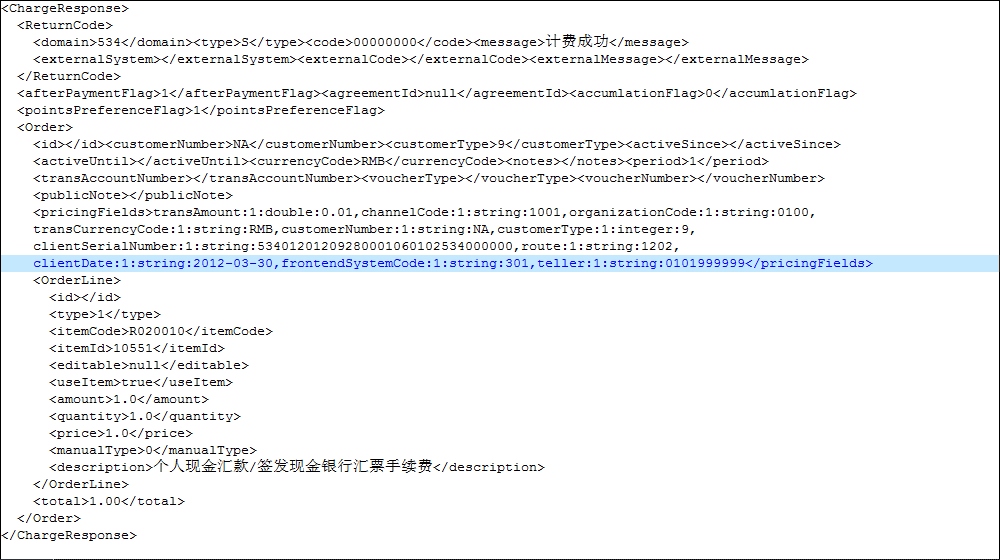 <ChargeResponse>
<ReturnCode>
<domain>534</domain><type>S</type><code>00000000</code><message>计费成功</message>
<externalSystem></externalSystem><externalCode></externalCode><externalMessage></externalMessage>
</ReturnCode>
<afterPaymentFlag>1</afterPaymentFlag><agreementId>null</agreementId><accumlationFlag>0</accumlationFlag>
<pointsPreferenceFlag>1</pointsPreferenceFlag>
<Order>
<id></id><customerNumber>NA</customerNumber><customerType>9</customerType><activeSince></activeSince>
<activeUntil></activeUntil><currencyCode>RMB</currencyCode><notes></notes><period>1</period>
<transAccountNumber></transAccountNumber><voucherType></voucherType><voucherNumber></voucherNumber>
<publicNote></publicNote>
<pricingFields>transAmount:1:double:0.01,channelCode:1:string:1001,organizationCode:1:string:0100,
transCurrencyCode:1:string:RMB,customerNumber:1:string:NA,customerType:1:integer:9,
clientSerialNumber:1:string:5340120120928000106010253​4000000,route:1:string:1202,
clientDate:1:string:2012-03-30,frontendSystemCode:1:string:301,teller:1:string:0101999999</pricingFields>
<OrderLine>
<id></id>
<type>1</type>
<itemCode>R020010</itemCode>
<itemId>10551</itemId>
<editable>null</editable>
<useItem>true</useItem>
<amount>1.0</amount>
<quantity>1.0</quantity>
<price>1.0</price>
<manualType>0</manualType>
<description>个人现金汇款/签发现金银行汇票手续费</description>
</OrderLine>
<total>1.00</total>
</Order>
</ChargeResponse>